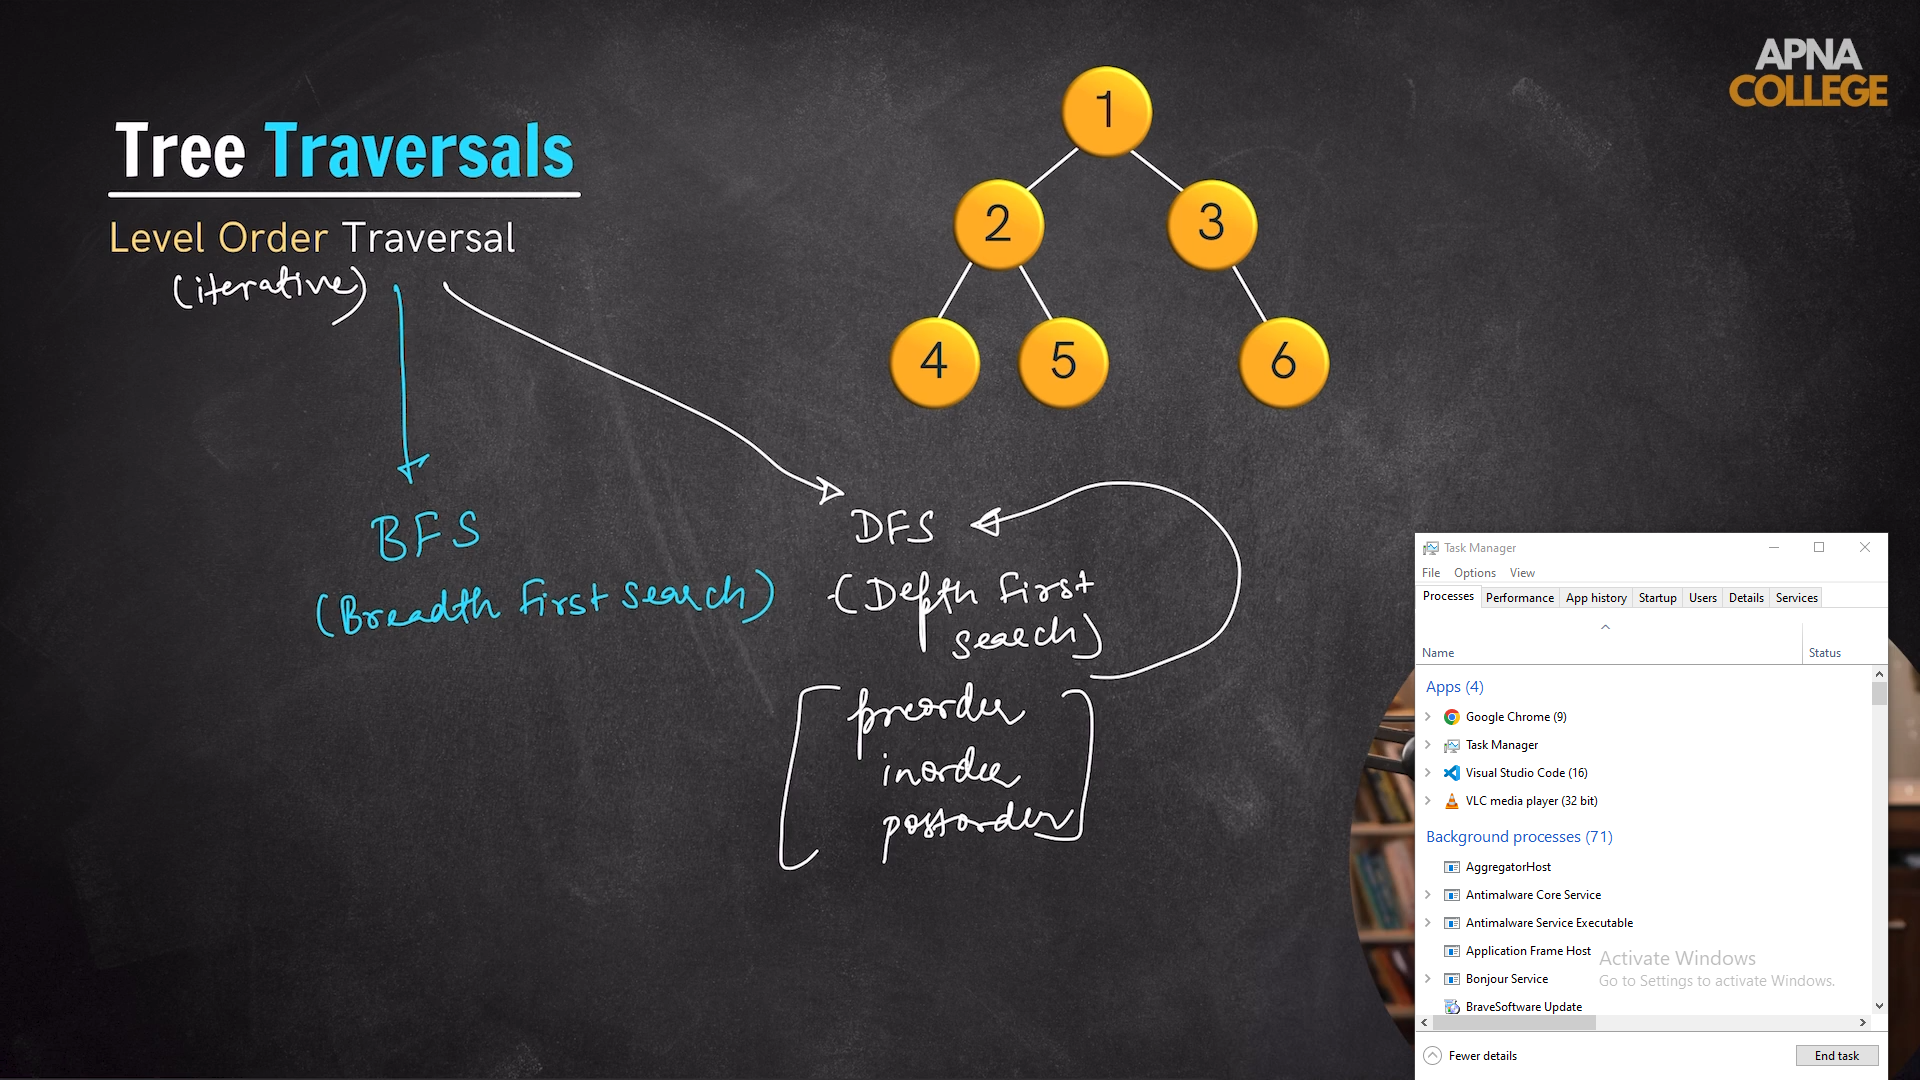 APNA
COLLEGE
Tree Traversals
Level Order Traversal
(iterative)
1
2
3
4
5
6
BFS
(Breadth First Search)
DFS
(Depth First
Search)
preorder
inorder
postorder
Task Manager
File Options View
Processes Performance App history Startup Users Details Services
Name Status
Apps (4)
Google Chrome (9)
Task Manager
Visual Studio Code (16)
VLC media player (32 bit)
Background processes (71)
AggregatorHost
Antimalware Core Service
Antimalware Service Executable
Application Frame Host
Bonjour Service
BraveSoftware Update
Activate Windows
Go to Settings to activate Windows.
Fewer details
End task